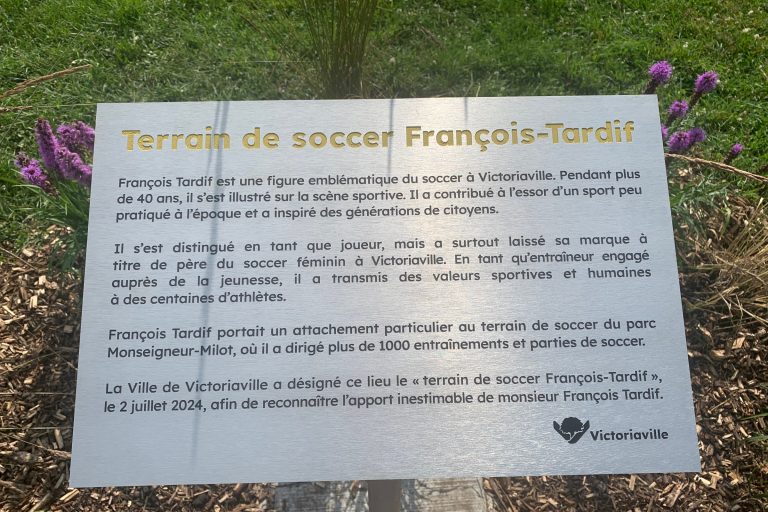 Terrain de soccer François-Tardif
François Tardif est une figure emblématique du soccer à Victoriaville. Pendant plus
de 40 ans, il s'est illustré sur la scène sportive. Il a contribué à l'essor d'un sport peu
pratiqué à l'époque et a inspiré des générations de citoyens.
Il s'est distingué en tant que joueur, mais a surtout laissé sa marque à
titre de père du soccer féminin à Victoriaville. En tant qu'entraîneur engagé
auprès de la jeunesse, il a transmis des valeurs sportives et humaines
à des centaines d'athlètes.
François Tardif portait un attachement particulier au terrain de soccer du parc
Monseigneur-Milot, où il a dirigé plus de 1000 entraînements et parties de soccer.
La Ville de Victoriaville a désigné ce lieu le « terrain de soccer François-Tardif »,
le 2 juillet 2024, afin de reconnaître l'apport inestimable de monsieur François Tardif.
Victoriaville